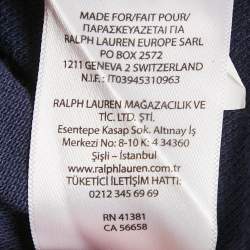 MADE FOR/FAIT POUR/
ΠΑΡΑΣΚΕΥΑΖΕΤΑΙ ΓΙΑ
RALPH LAUREN EUROPE SARL
PO BOX 2572
1211 GENEVA 2 SWITZERLAND
N.I.F.: IT03945310963
RALPH LAUREN MAĞAZACILIK VE
TİC. LTD. ŞTİ.
Esentepe Kasap Sok. Altınay İş
Merkezi No: 8-10 K: 4 34360
Şişli – İstanbul
www.ralphlauren.com
TÜKETİCİ İLETİŞİM HATTI:
0212 345 69 69
RN 41381
CA 56658